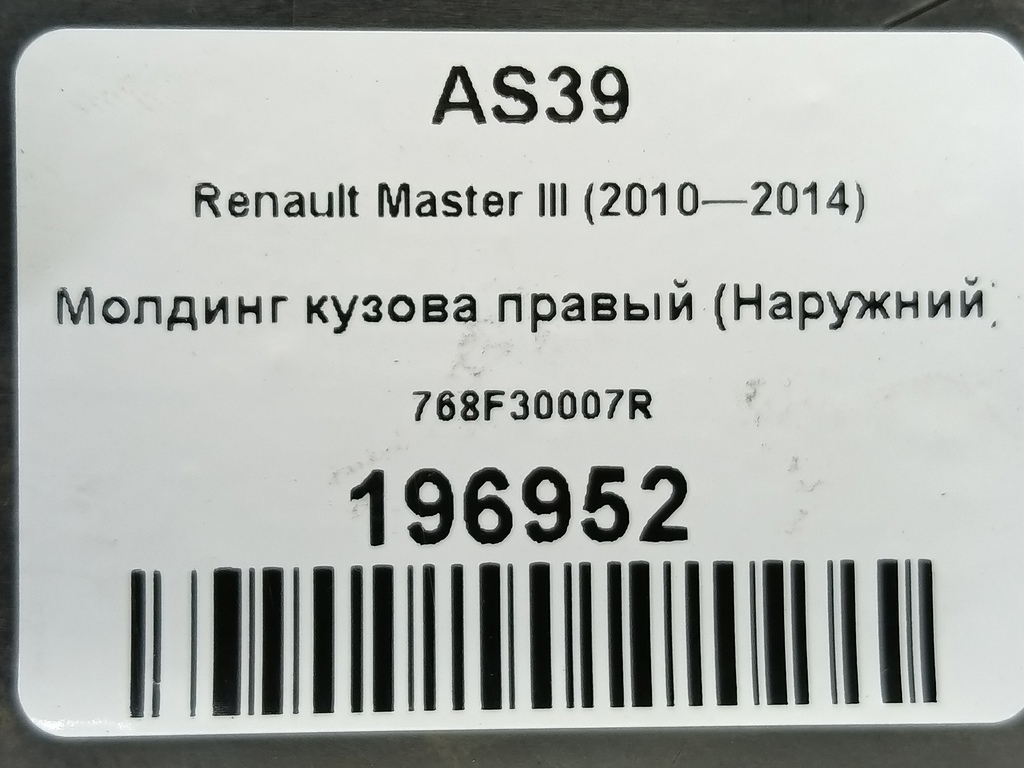 AS39
Renault Master III (2010—2014)
Молдинг кузова правый (Наружний
768F30007R
196952